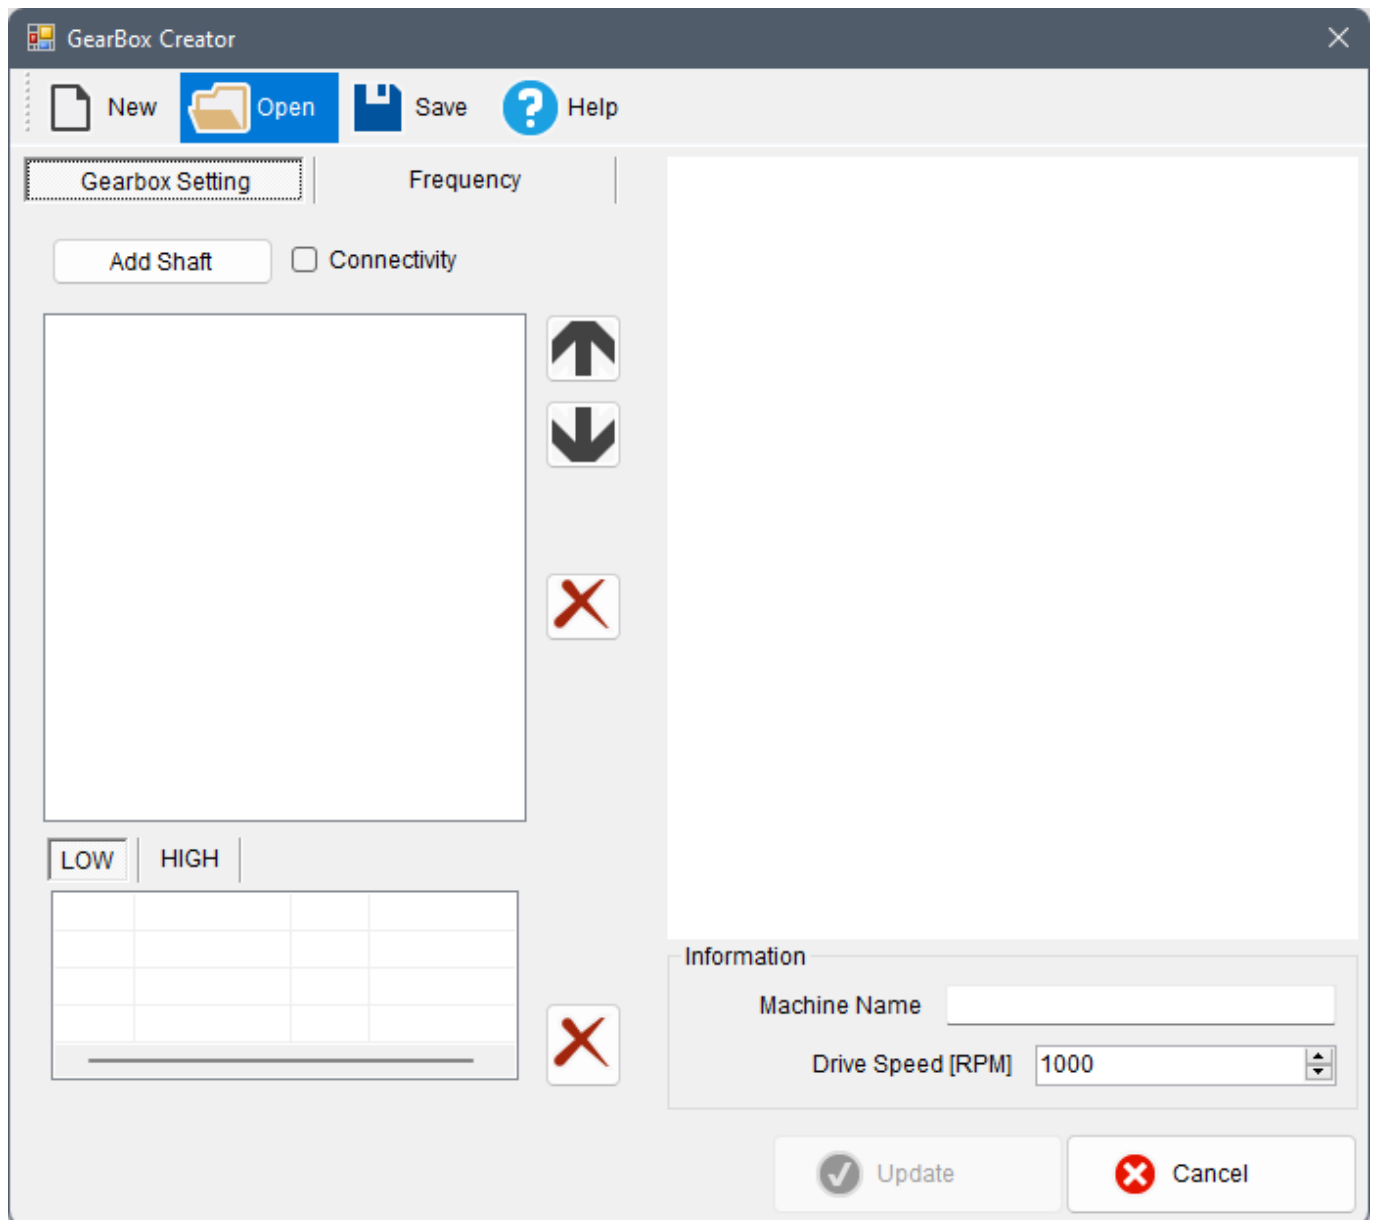 GearBox Creator
New Open Save Help
Gearbox Setting Frequency
Add Shaft Connectivity
LOW HIGH
Information
Machine Name
Drive Speed [RPM] 1000
Update Cancel